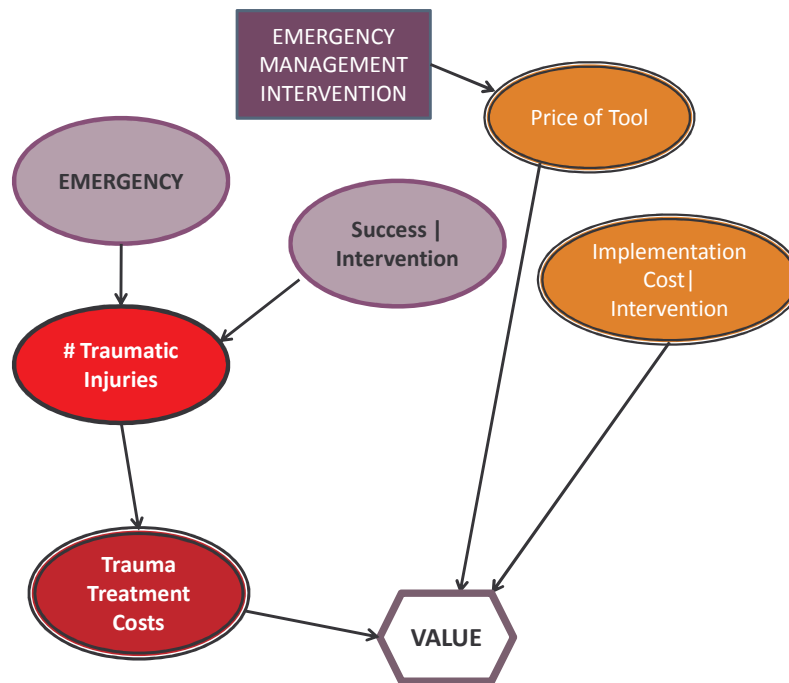 EMERGENCY
MANAGEMENT
INTERVENTION
Price of Tool
EMERGENCY
Success |
Intervention
Implementation
Cost|
Intervention
# Traumatic
Injuries
Trauma
Treatment
Costs
VALUE